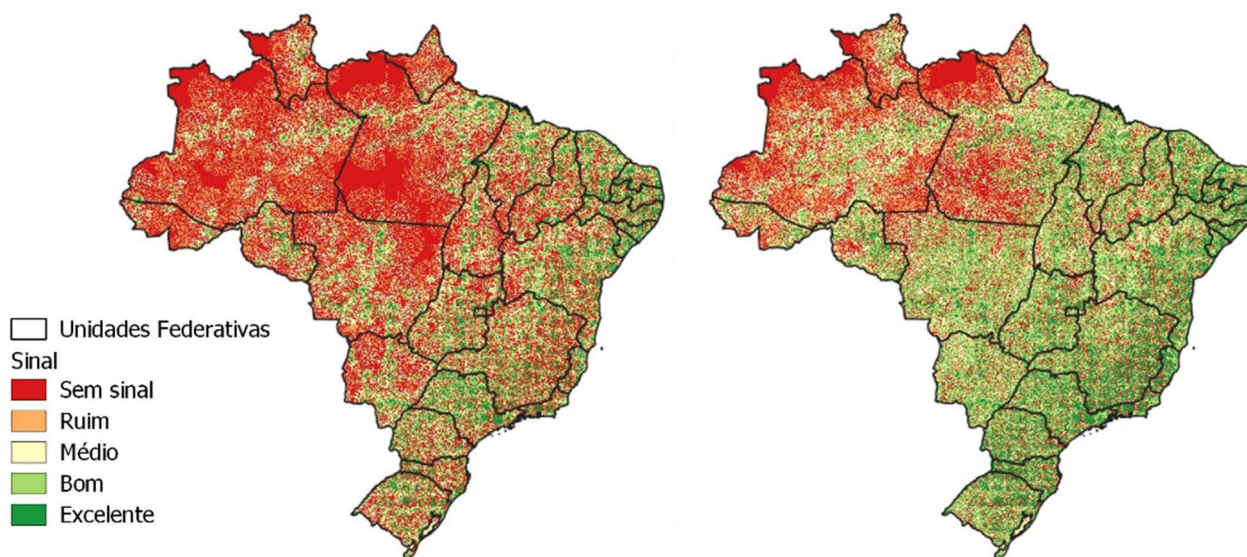 Unidades Federativas
Sinal
Sem sinal
Ruim
Médio
Bom
Excelente